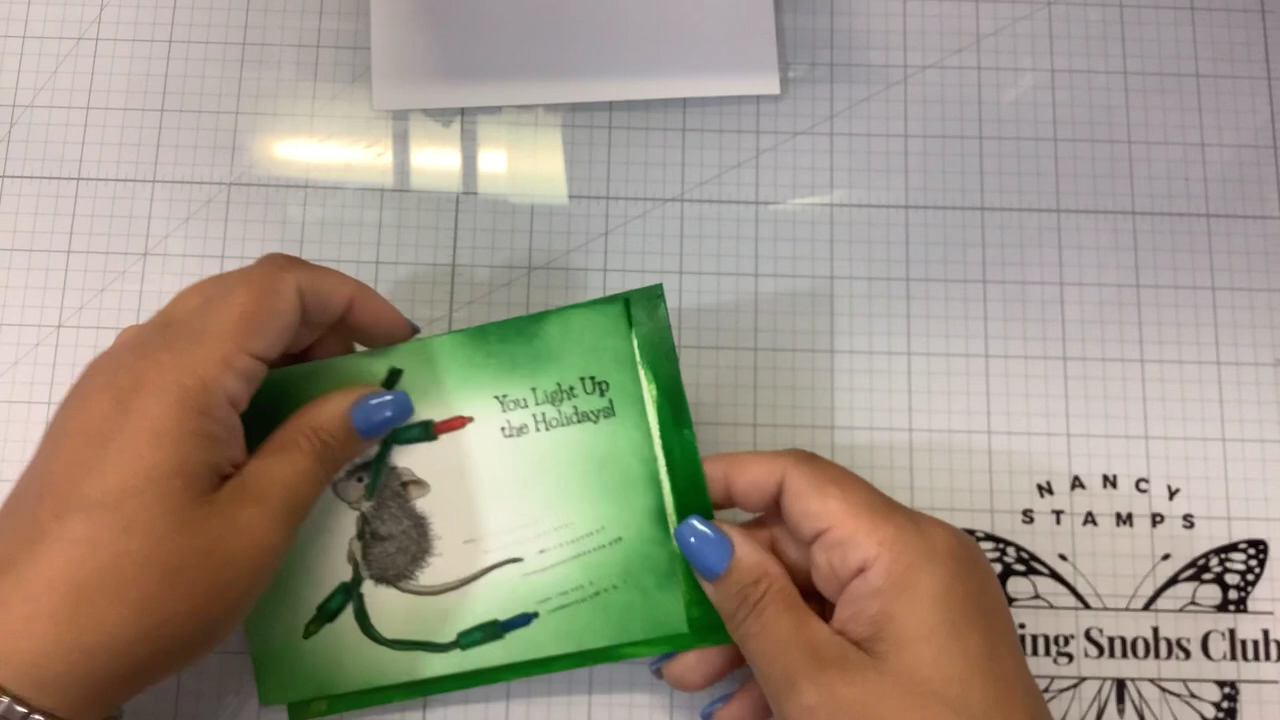 You Light Up
the Holidays!
NANCY
STAMPS
ing Snobs Club